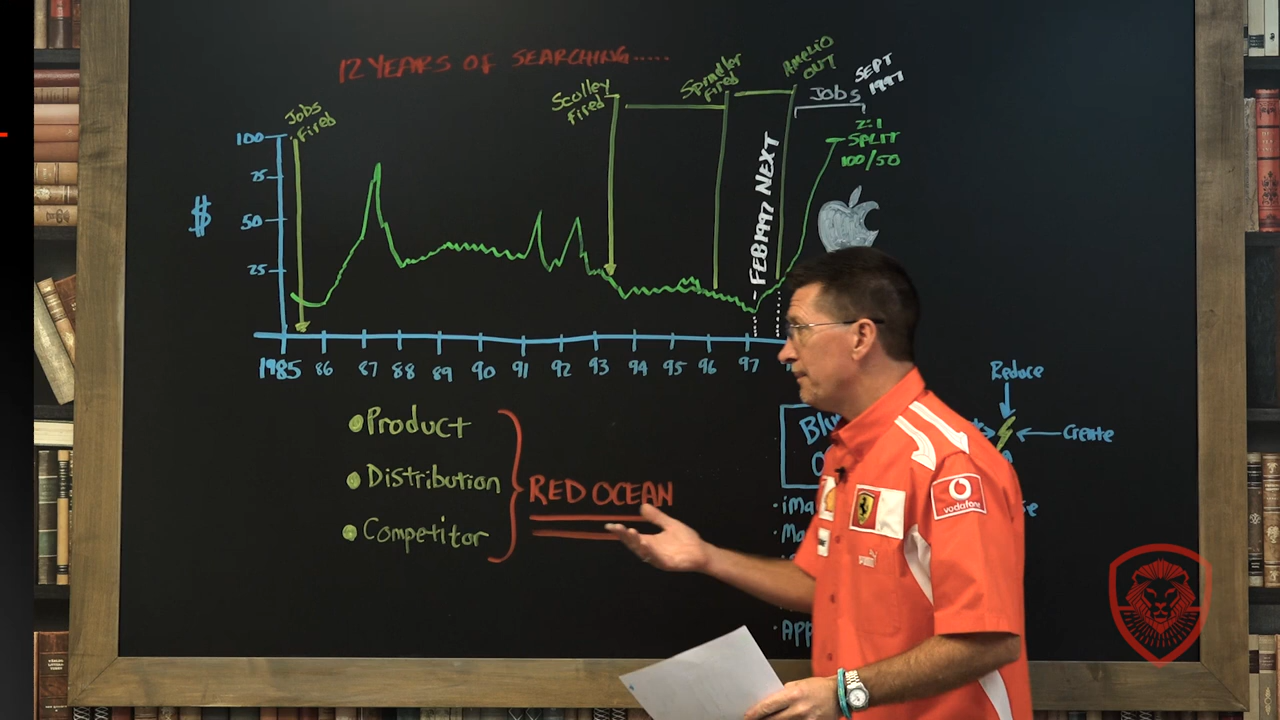 12 YEARS OF SEARCHING.....
Jobs
Fired
Sculley
fired
Spindler
fired
Amelio
OUT
Jobs
SEPT
1997
2:1
SPLIT
100/50
FEB 1997 NEXT
$
100
75
50
25
1985 86 87 88 89 90 91 92 93 94 95 96 97
Product
Distribution
Competitor
RED OCEAN
Reduce
Create
vodafone